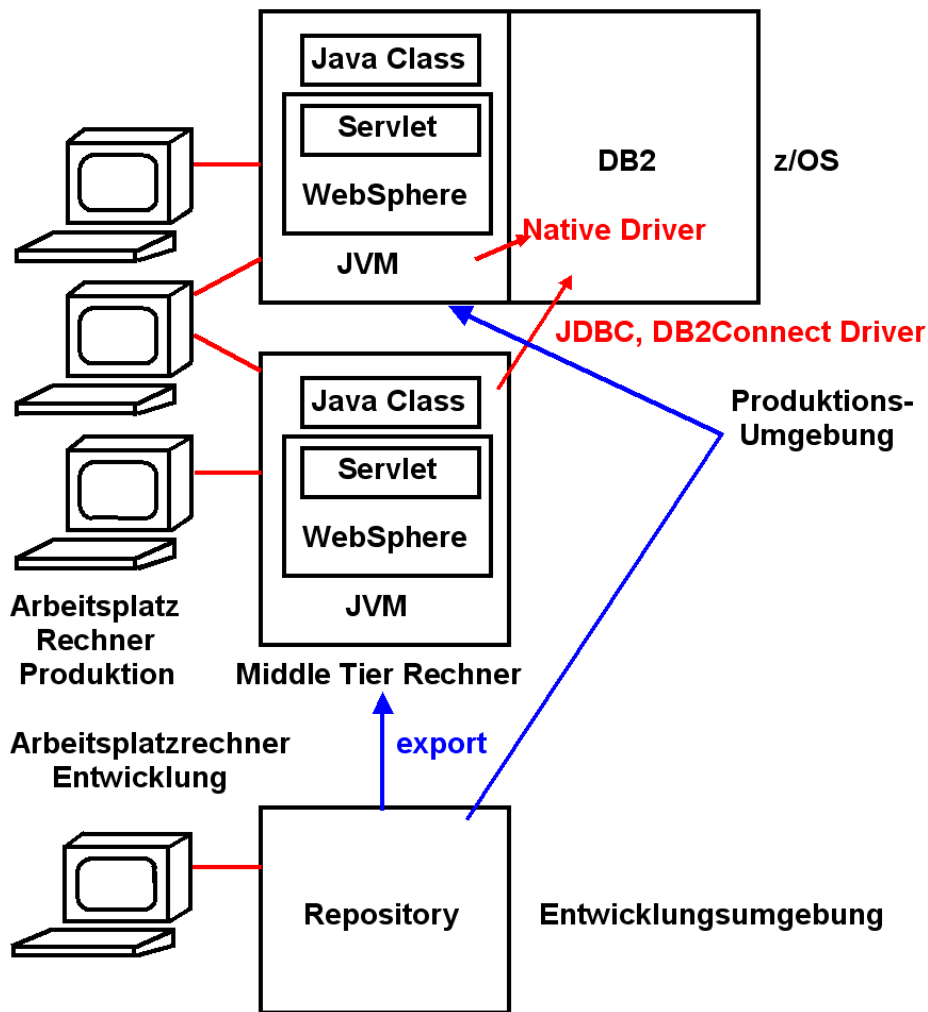 Java Class
Servlet
WebSphere
JVM
DB2
z/OS
Native Driver
JDBC, DB2Connect Driver
Java Class
Servlet
WebSphere
JVM
Produktions-
Umgebung
Arbeitsplatz
Rechner
Produktion
Middle Tier Rechner
Arbeitsplatzrechner
Entwicklung
export
Repository
Entwicklungsumgebung